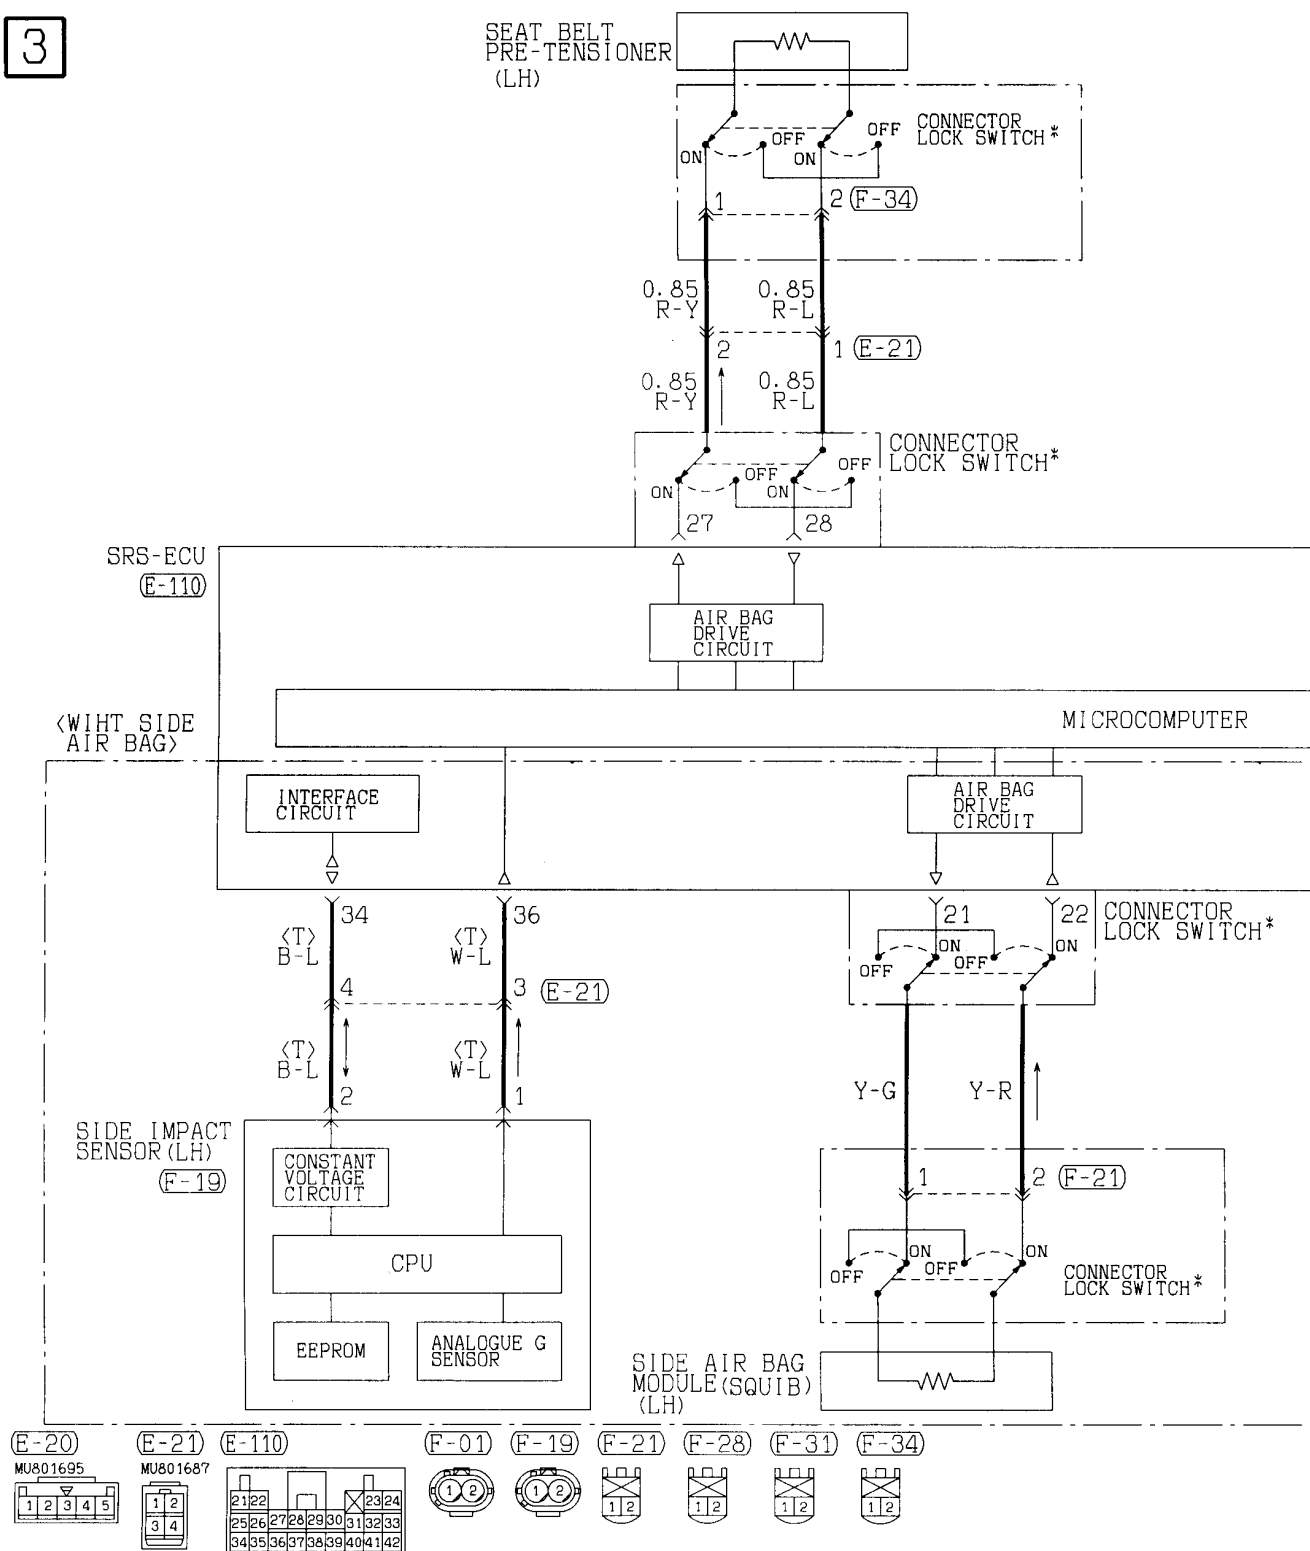 3
SEAT BELT
PRE-TENSIONER
(LH)
CONNECTOR
LOCK SWITCH*
OFF
OFF
ON
ON
1
2
F-34
0.85
R-Y
0.85
R-L
2
1
E-21
0.85
R-Y
0.85
R-L
CONNECTOR
LOCK SWITCH*
OFF
OFF
ON
ON
27
28
SRS-ECU
E-110
AIR BAG
DRIVE
CIRCUIT
MICROCOMPUTER
<WIHT SIDE
AIR BAG>
INTERFACE
CIRCUIT
AIR BAG
DRIVE
CIRCUIT
34
36
21
22
CONNECTOR
LOCK SWITCH*
<T>
B-L
<T>
W-L
ON
ON
OFF
OFF
4
3
E-21
<T>
B-L
<T>
W-L
2
1
Y-G
Y-R
SIDE IMPACT
SENSOR(LH)
F-19
CONSTANT
VOLTAGE
CIRCUIT
1
2
F-21
CPU
ON
ON
OFF
OFF
CONNECTOR
LOCK SWITCH*
EEPROM
ANALOGUE G
SENSOR
SIDE AIR BAG
MODULE(SQUIB)
(LH)
E-20
E-21
E-110
F-01
F-19
F-21
F-28
F-31
F-34
MU801695
MU801687
1 2 3 4 5
1 2
3 4
21 22 23 24
25 26 27 28 29 30 31 32 33
34 35 36 37 38 39 40 41 42
1 2
1 2
1 2
1 2
1 2
1 2